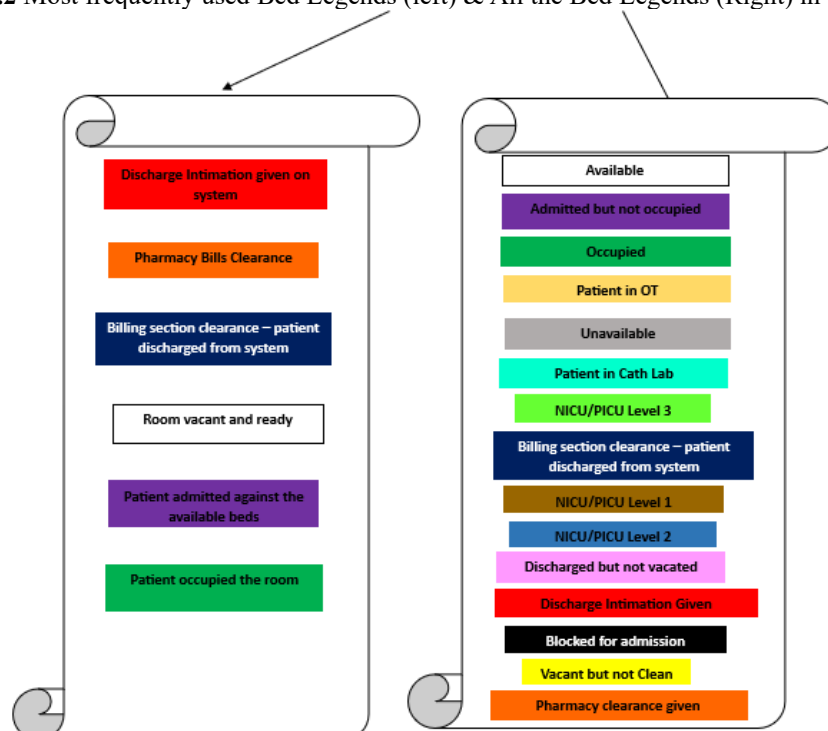 .2 Most frequently used Bed Legends (left) & All the Bed Legends (Right) in
Discharge Intimation given on
system
Pharmacy Bills Clearance
Billing section clearance – patient
discharged from system
Room vacant and ready
Patient admitted against the
available beds
Patient occupied the room
Available
Admitted but not occupied
Occupied
Patient in OT
Unavailable
Patient in Cath Lab
NICU/PICU Level 3
Billing section clearance – patient
discharged from system
NICU/PICU Level 1
NICU/PICU Level 2
Discharged but not vacated
Discharge Intimation Given
Blocked for admission
Vacant but not Clean
Pharmacy clearance given